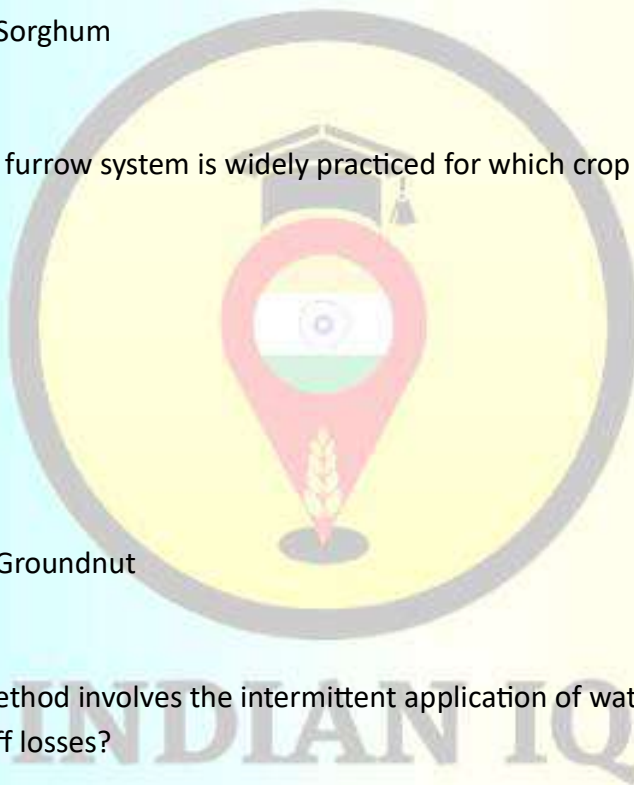 Sorghum
furrow system is widely practiced for which crop
Groundnut
ethod involves the intermittent application of wat
ff losses?
INDIAN IQ